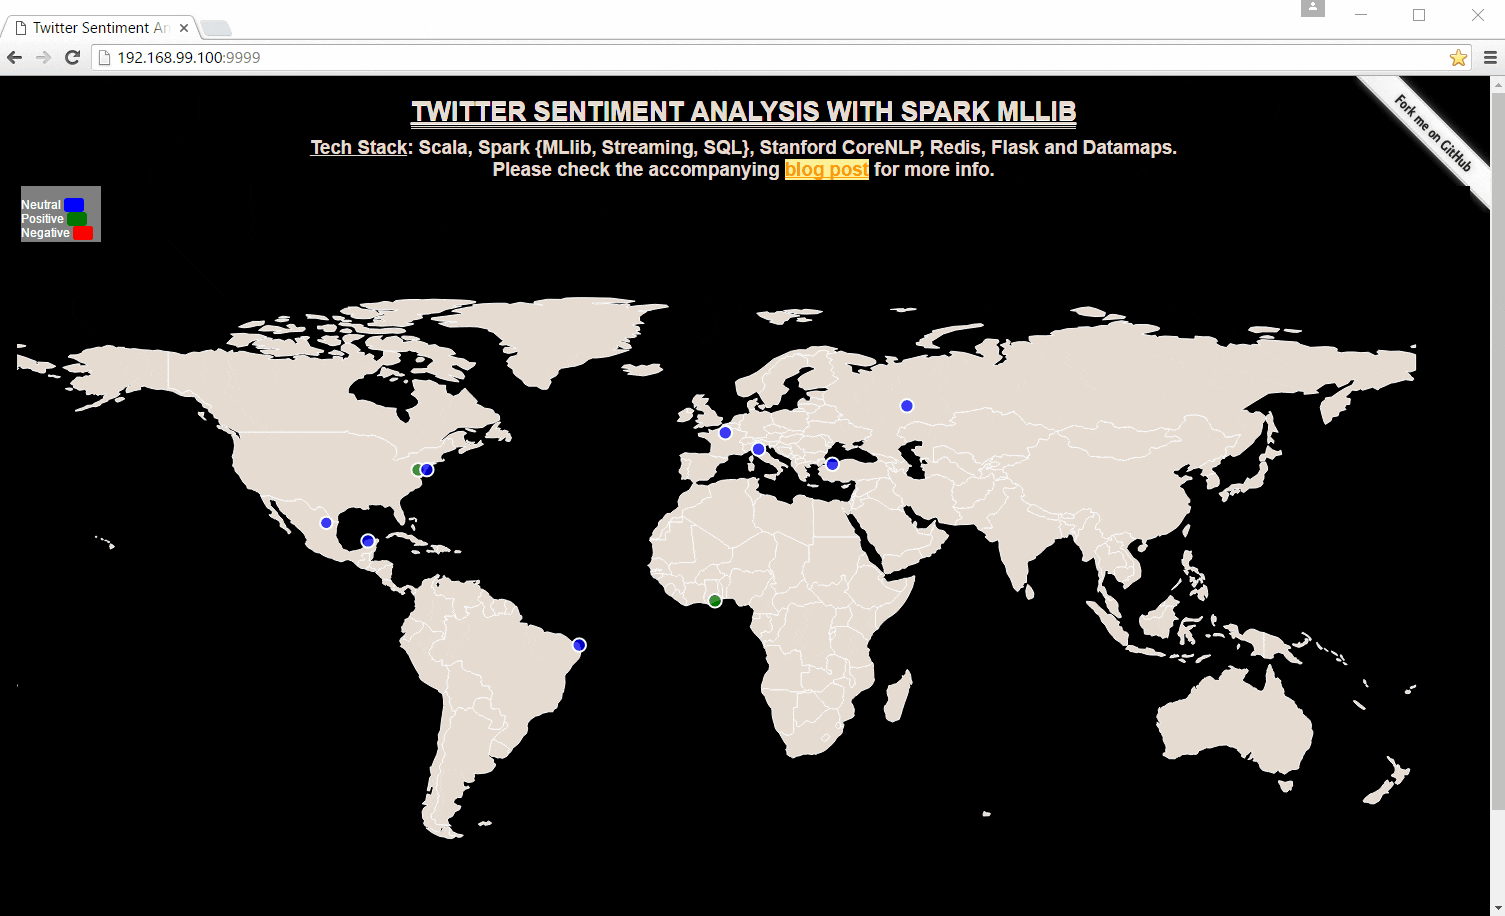 Twitter Sentiment An
192.168.99.100:9999
Fork me on GitHub
TWITTER SENTIMENT ANALYSIS WITH SPARK MLLIB
Tech Stack: Scala, Spark {MLlib, Streaming, SQL}, Stanford CoreNLP, Redis, Flask and Datamaps.
Please check the accompanying blog post for more info.
Neutral
Positive
Negative